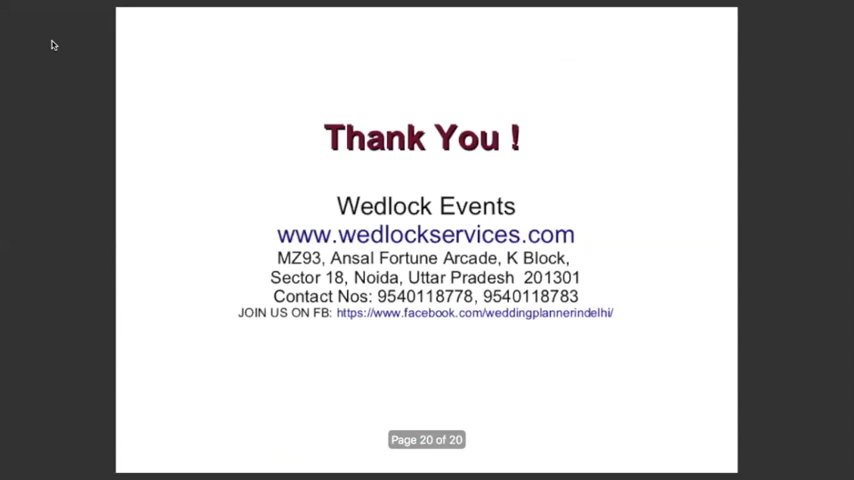 Thank You !
Wedlock Events
www.wedlockservices.com
MZ93, Ansal Fortune Arcade, K Block,
Sector 18, Noida, Uttar Pradesh  201301
Contact Nos: 9540118778, 9540118783
JOIN US ON FB: https://www.facebook.com/weddingplannerindelhi/
Page 20 of 20